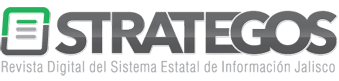 STRATEGOS
Revista Digital del Sistema Estatal de Información Jalisco